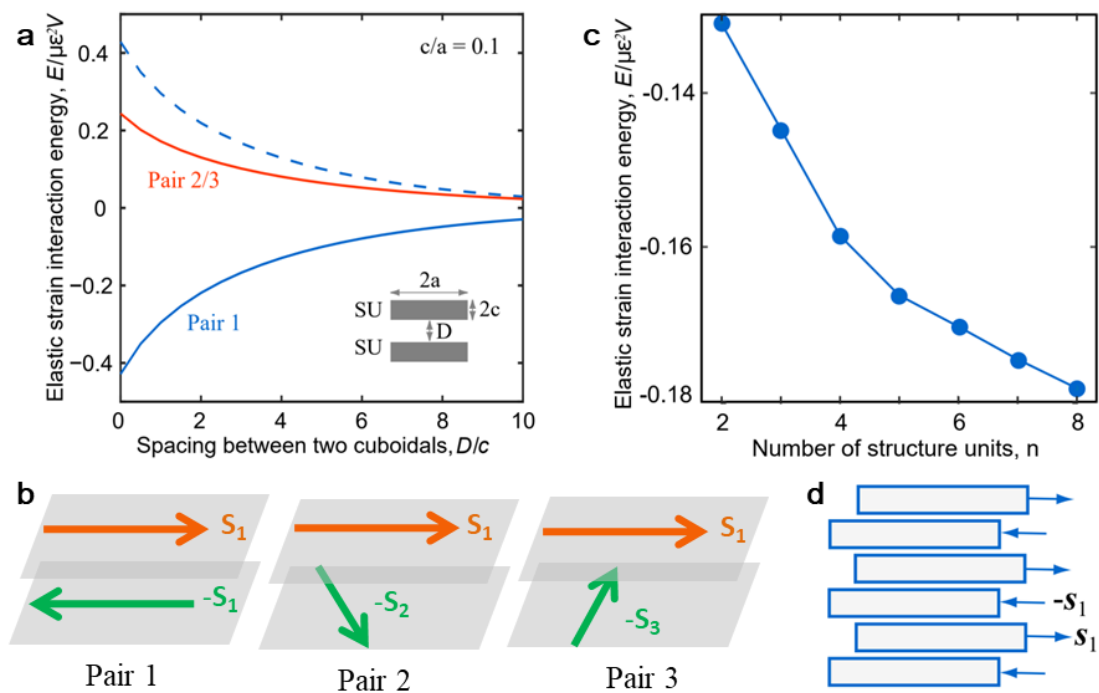 a
Elastic strain interaction energy, E/με²V
0.4
0.2
0
-0.2
-0.4
c/a = 0.1
Pair 2/3
Pair 1
2a
SU
2c
D
SU
0 2 4 6 8 10
Spacing between two cuboidals, D/c
c
Elastic strain interaction energy, E/με²V
-0.14
-0.16
-0.18
2 3 4 5 6 7 8
Number of structure units, n
b
S₁
-S₁
Pair 1
S₁
-S₂
Pair 2
S₁
-S₃
Pair 3
d
-s₁
s₁